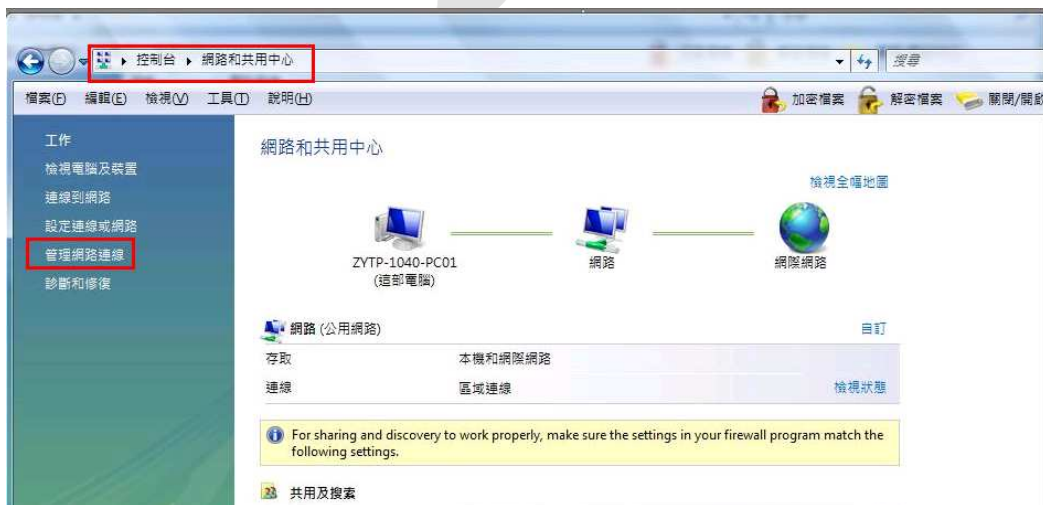 控制台 ▸ 網路和共用中心
搜尋
檔案(F) 編輯(E) 檢視(V) 工具(T) 說明(H)
加密檔案 解密檔案 關閉/開啟
工作
檢視電腦及裝置
連線到網路
設定連線或網路
管理網路連線
診斷和修復
網路和共用中心
檢視全幅地圖
ZYTP-1040-PC01
(這部電腦)
網路
網際網路
網路 (公用網路) 自訂
存取 本機和網際網路
連線 區域連線 檢視狀態
For sharing and discovery to work properly, make sure the settings in your firewall program match the
following settings.
共用及搜索